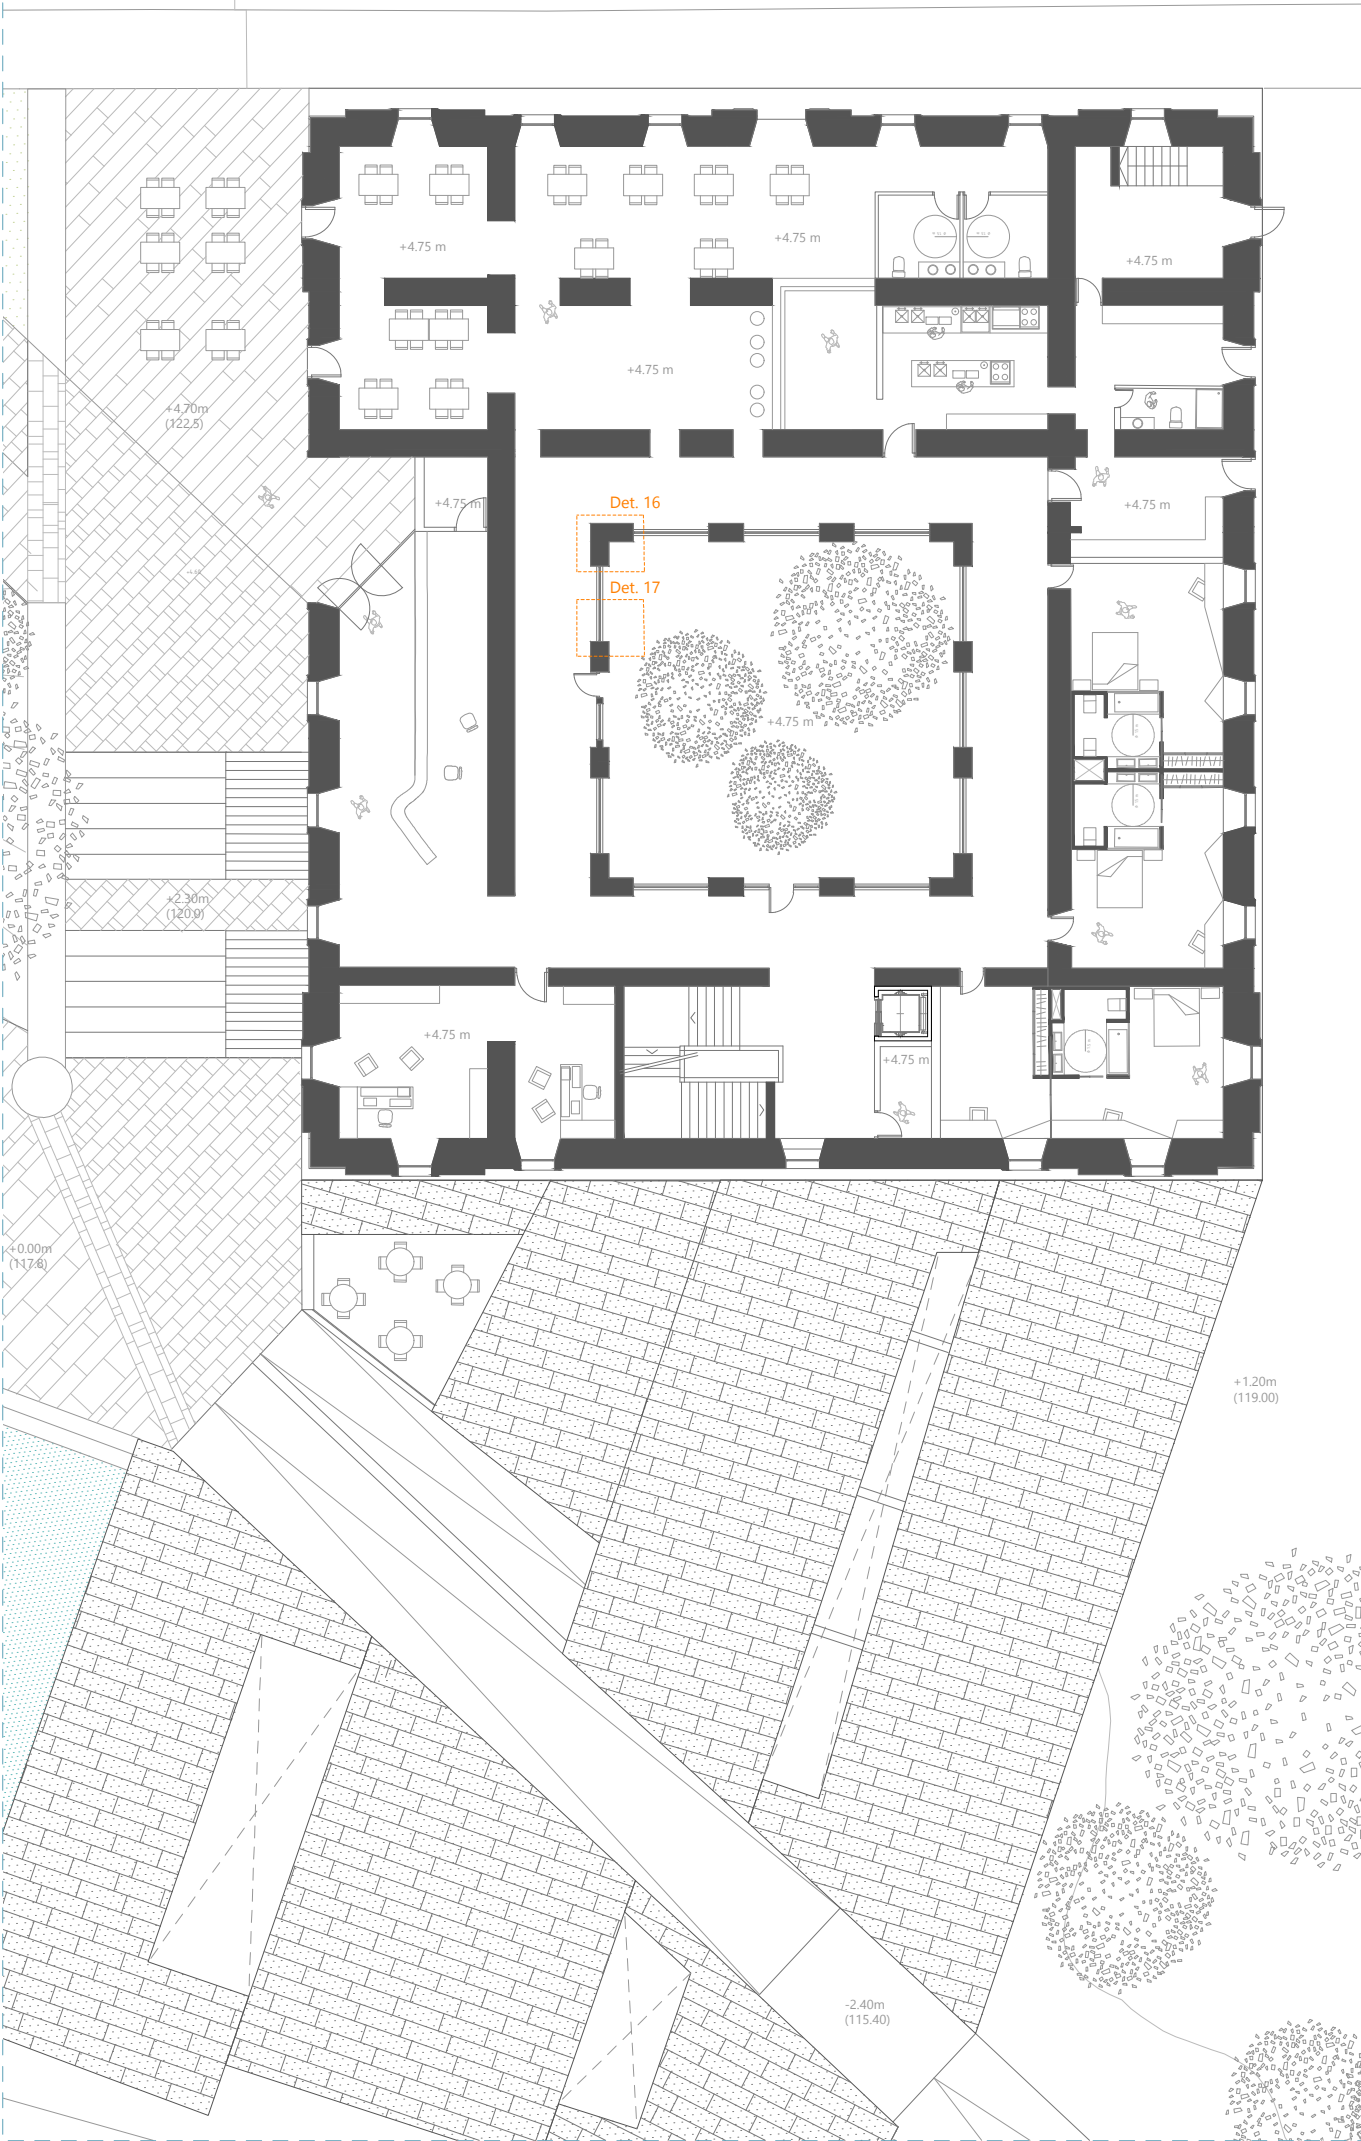 +4.75 m
+4.75 m
+4.75 m
+4.75 m
+4.70m
(122.5)
+4.75 m
Det. 16
+4.75 m
Det. 17
+4.75 m
+2.30m
(120.0)
+4.75 m
+4.75 m
+0.00m
(117.8)
+1.20m
(119.00)
-2.40m
(115.40)